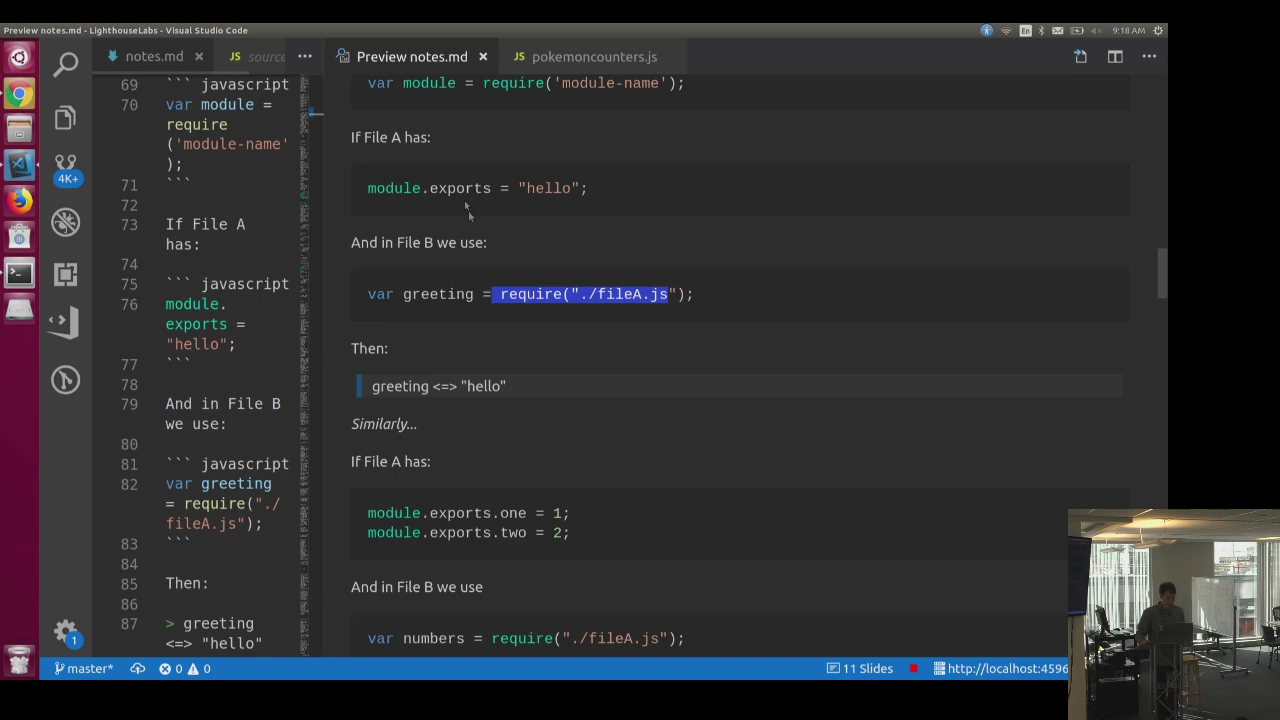 Preview notes.md - LighthouseLabs - Visual Studio Code
En
9:18 AM
notes.md
JS source
Preview notes.md
JS pokemoncounters.js
4K+
1
69 ``` javascript
70 var module =
require
('module-name'
);
71 ```
72
73 If File A
has:
74
75 ``` javascript
76 module.
exports =
"hello";
77 ```
78
79 And in File B
we use:
80
81 ``` javascript
82 var greeting
= require("./
fileA.js");
83 ```
84
85 Then:
86
87 > greeting
<=> "hello"
var module = require('module-name');
If File A has:
module.exports = "hello";
And in File B we use:
var greeting = require("./fileA.js");
Then:
greeting <=> "hello"
Similarly...
If File A has:
module.exports.one = 1;
module.exports.two = 2;
And in File B we use
var numbers = require("./fileA.js");
master*
0
0
11 Slides
http://localhost:4596